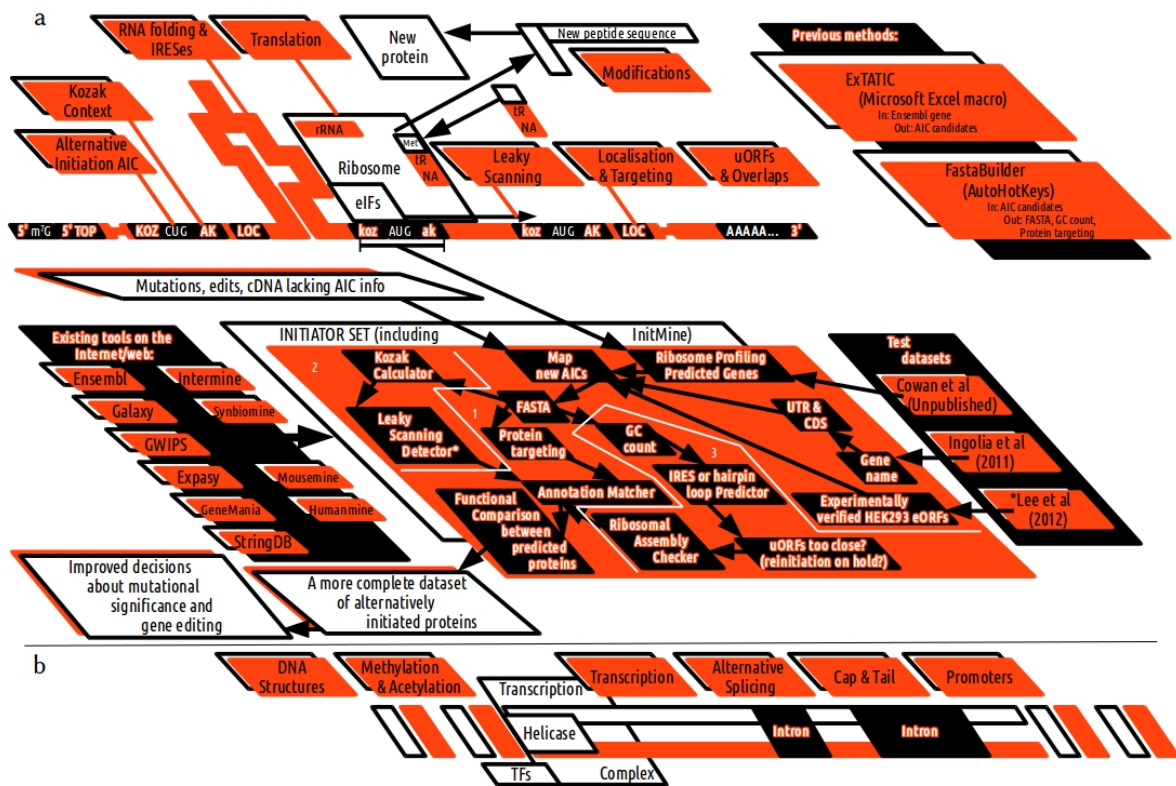 a
RNA folding &
IRESes
Translation
New
protein
New peptide sequence
Modifications
Previous methods:
ExTATIC
(Microsoft Excel macro)
In: Ensembl gene
Out: AIC candidates
Kozak
Context
Alternative
Initiation AIC
rRNA
Met
tR
NA
tR
NA
Ribosome
eIFs
Leaky
Scanning
Localisation
& Targeting
uORFs
& Overlaps
FastaBuilder
(AutoHotKeys)
In: AIC candidates
Out: FASTA, GC count,
Protein targeting
5' m⁷G 5' TOP KOZ CUG AK LOC koz AUG ak koz AUG AK LOC AAAAA... 3'
Mutations, edits, cDNA lacking AIC info
Existing tools on the
Internet/web:
Ensembl
Intermine
Galaxy
Synbiomine
GWIPS
Expasy
Mousemine
GeneMania
Humanmine
StringDB
INITIATOR SET (including InitMine)
2
Kozak
Calculator
Map
new AICs
Ribosome Profiling
Predicted Genes
1
FASTA
UTR &
CDS
Leaky
Scanning
Detector*
Protein
targeting
GC
count
3
Gene
name
IRES or hairpin
loop Predictor
Annotation Matcher
Functional
Comparison
between
predicted
proteins
Ribosomal
Assembly
Checker
Experimentally
verified HEK293 eORFs
uORFs too close?
(reinitiation on hold?)
Test
datasets
Cowan et al
(Unpublished)
Ingolia et al
(2011)
*Lee et al
(2012)
Improved decisions
about mutational
significance and
gene editing
A more complete dataset
of alternatively
initiated proteins
b
DNA
Structures
Methylation
& Acetylation
Transcription
Transcription
Alternative
Splicing
Cap & Tail
Promoters
Helicase
Intron
Intron
TFs
Complex